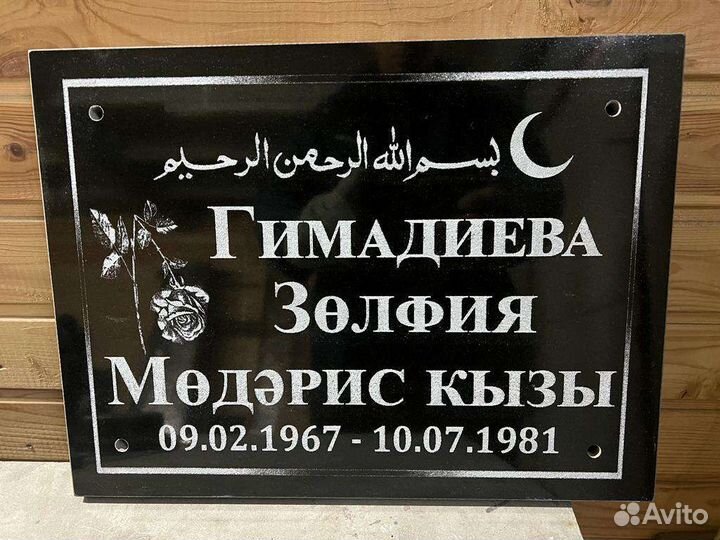 بسم الله الرحمن الرحيم
Гимадиева
Зөлфия
Мөдәрис кызы
09.02.1967 - 10.07.1981
Avito